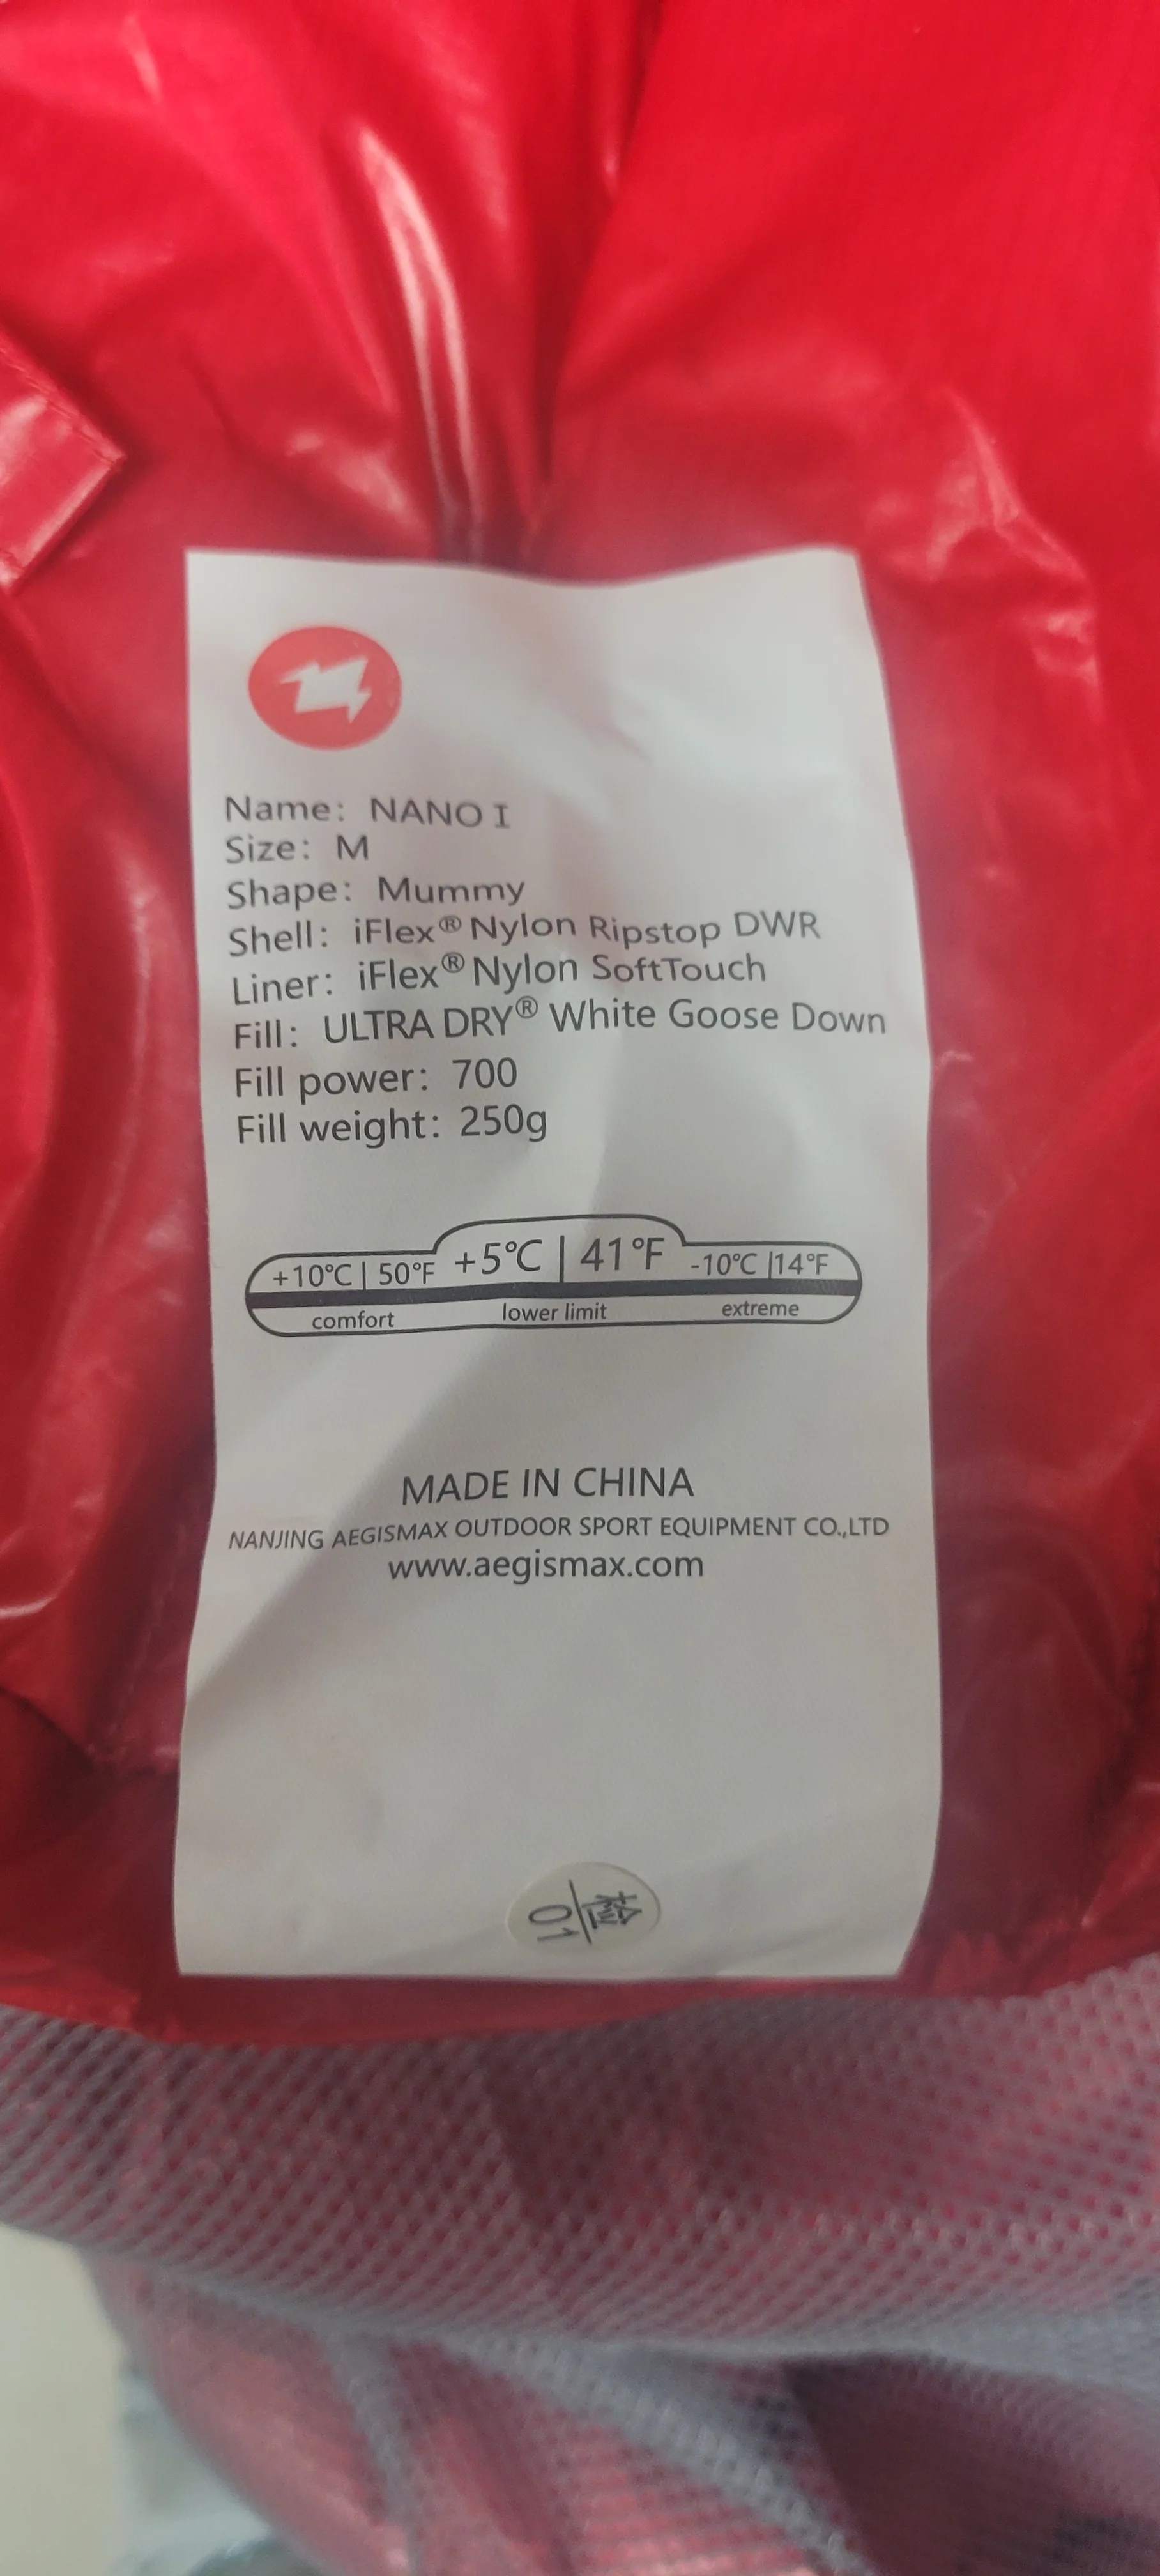 Name: NANO I
Size: M
Shape: Mummy
Shell: iFlex® Nylon Ripstop DWR
Liner: iFlex® Nylon SoftTouch
Fill: ULTRA DRY® White Goose Down
Fill power: 700
Fill weight: 250g
+10℃ | 50℉ +5℃ | 41℉ -10℃ |14℉
comfort lower limit extreme
MADE IN CHINA
NANJING AEGISMAX OUTDOOR SPORT EQUIPMENT CO.,LTD
www.aegismax.com
检
01